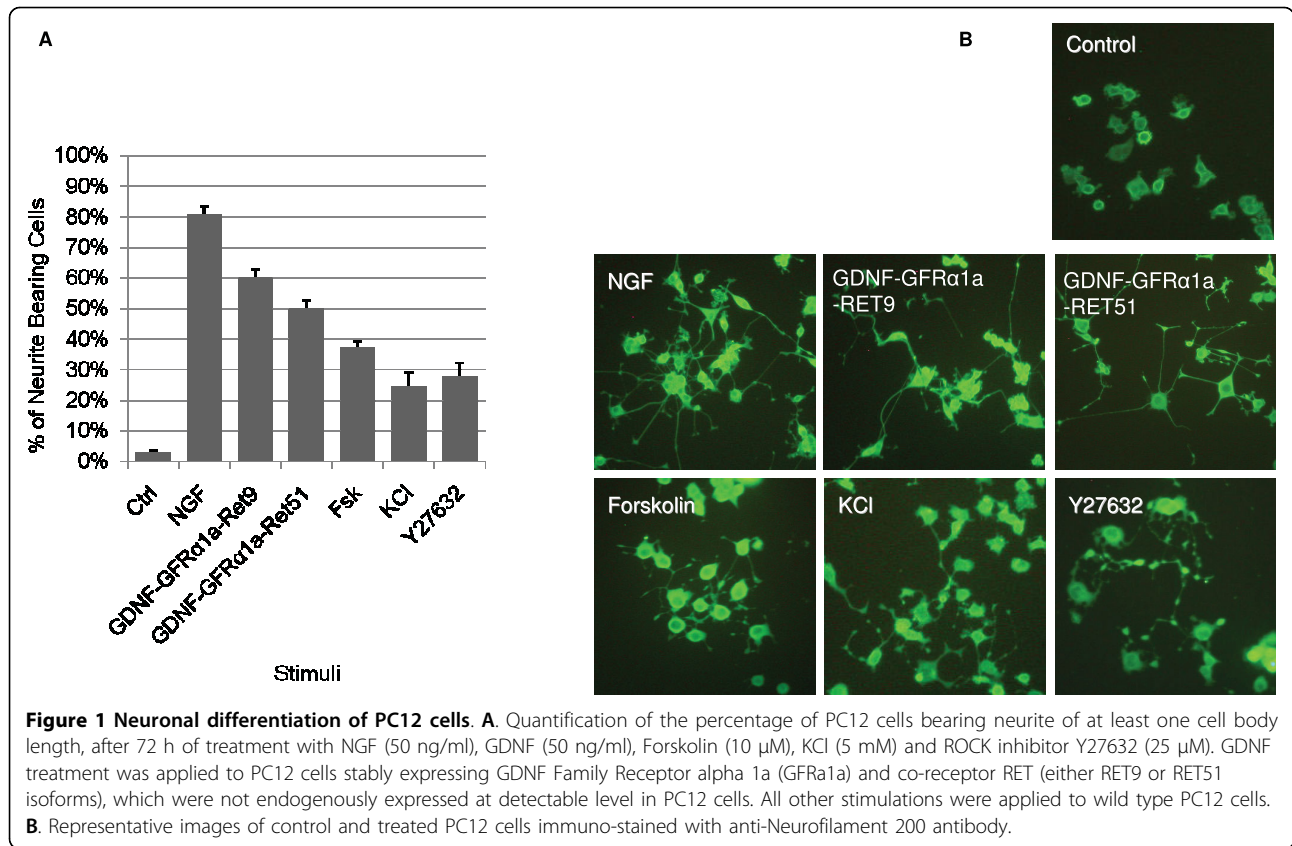 A
B
100%
90%
80%
70%
60%
50%
40%
30%
20%
10%
0%
% of Neurite Bearing Cells
Ctrl
NGF
GDNF-GFRα1a-Ret9
GDNF-GFRα1a-Ret51
Fsk
KCl
Y27632
Stimuli
Control
NGF
GDNF-GFRα1a
-RET9
GDNF-GFRα1a
-RET51
Forskolin
KCl
Y27632
Figure 1 Neuronal differentiation of PC12 cells. A. Quantification of the percentage of PC12 cells bearing neurite of at least one cell body
length, after 72 h of treatment with NGF (50 ng/ml), GDNF (50 ng/ml), Forskolin (10 μM), KCl (5 mM) and ROCK inhibitor Y27632 (25 μM). GDNF
treatment was applied to PC12 cells stably expressing GDNF Family Receptor alpha 1a (GFRa1a) and co-receptor RET (either RET9 or RET51
isoforms), which were not endogenously expressed at detectable level in PC12 cells. All other stimulations were applied to wild type PC12 cells.
B. Representative images of control and treated PC12 cells immuno-stained with anti-Neurofilament 200 antibody.